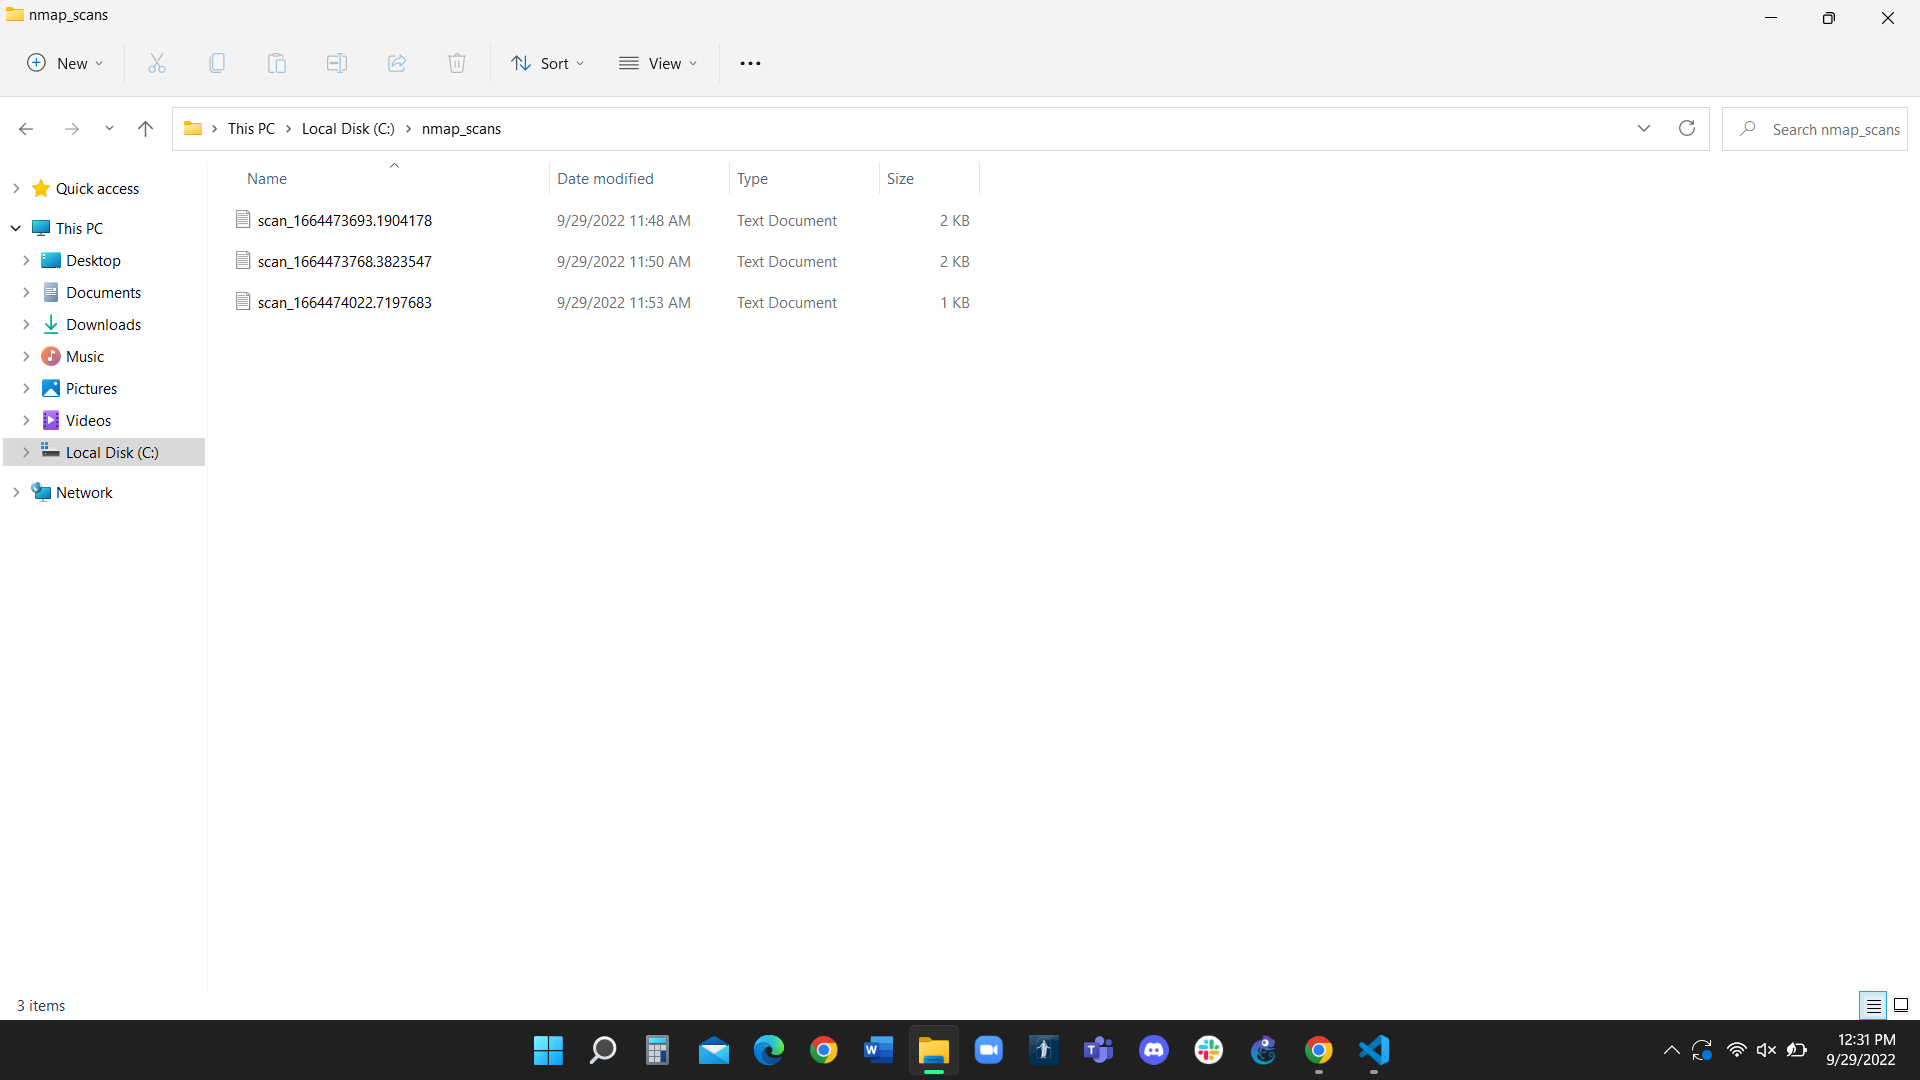 nmap_scans
New
Sort
View
This PC
Local Disk (C:)
nmap_scans
Search nmap_scans
Name
Date modified
Type
Size
scan_1664473693.1904178
9/29/2022 11:48 AM
Text Document
2 KB
scan_1664473768.3823547
9/29/2022 11:50 AM
Text Document
2 KB
scan_1664474022.7197683
9/29/2022 11:53 AM
Text Document
1 KB
Quick access
This PC
Desktop
Documents
Downloads
Music
Pictures
Videos
Local Disk (C:)
Network
3 items
12:31 PM
9/29/2022